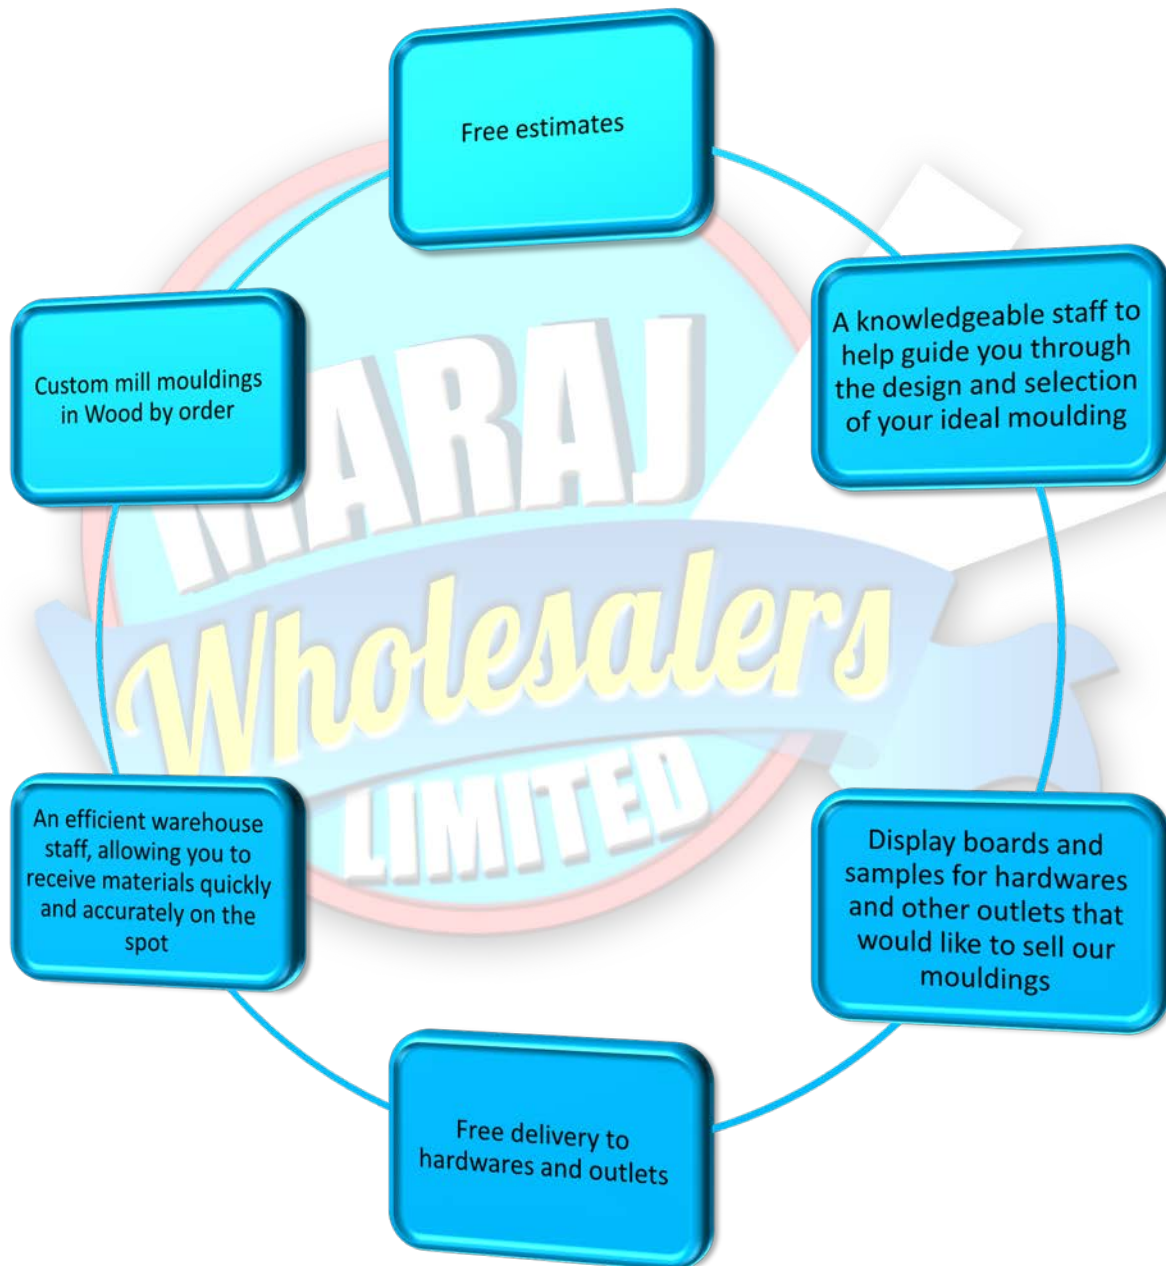 Free estimates
A knowledgeable staff to
help guide you through
the design and selection
of your ideal moulding
Display boards and
samples for hardwares
and other outlets that
would like to sell our
mouldings
Free delivery to
hardwares and outlets
An efficient warehouse
staff, allowing you to
receive materials quickly
and accurately on the
spot
Custom mill mouldings
in Wood by order
MARAJ
Wholesalers
LIMITED